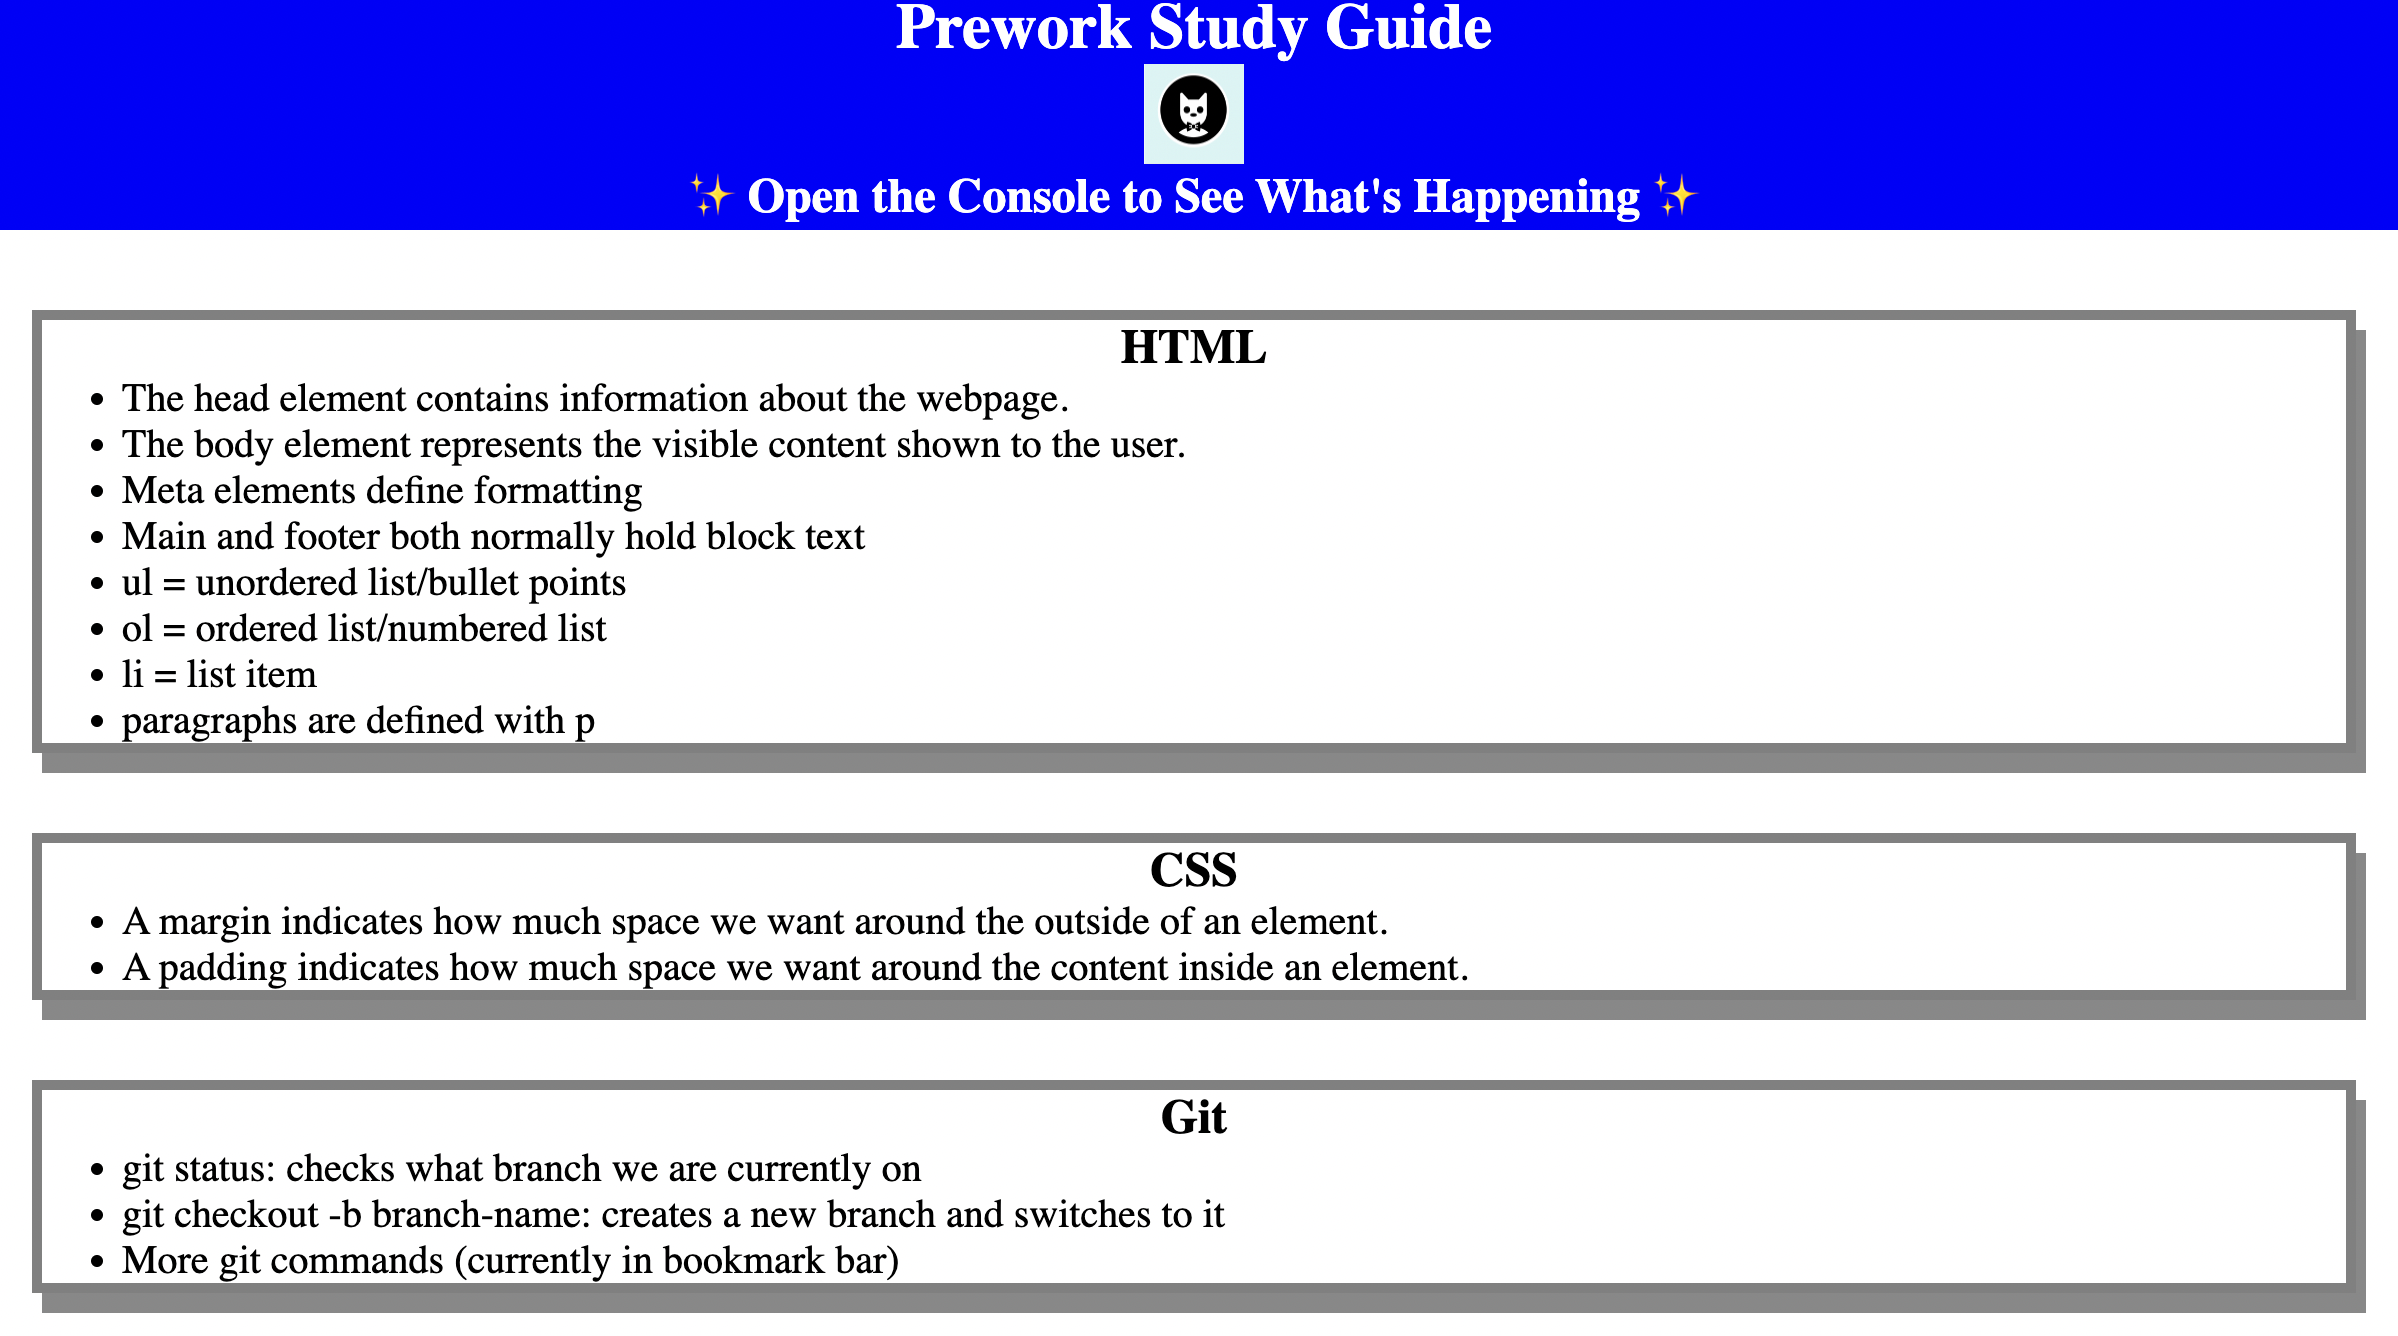 Prework Study Guide
✨ Open the Console to See What's Happening ✨
HTML
• The head element contains information about the webpage.
• The body element represents the visible content shown to the user.
• Meta elements define formatting
• Main and footer both normally hold block text
• ul = unordered list/bullet points
• ol = ordered list/numbered list
• li = list item
• paragraphs are defined with p
CSS
• A margin indicates how much space we want around the outside of an element.
• A padding indicates how much space we want around the content inside an element.
Git
• git status: checks what branch we are currently on
• git checkout -b branch-name: creates a new branch and switches to it
• More git commands (currently in bookmark bar)